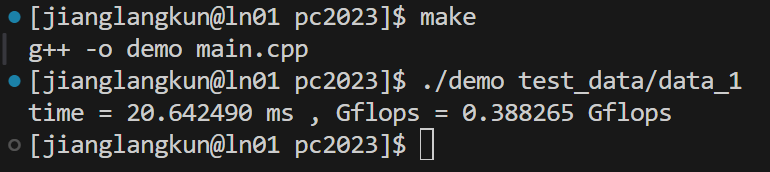 [jianglangkun@ln01 pc2023]$ make
g++ -o demo main.cpp
[jianglangkun@ln01 pc2023]$ ./demo test_data/data_1
time = 20.642490 ms , Gflops = 0.388265 Gflops
[jianglangkun@ln01 pc2023]$